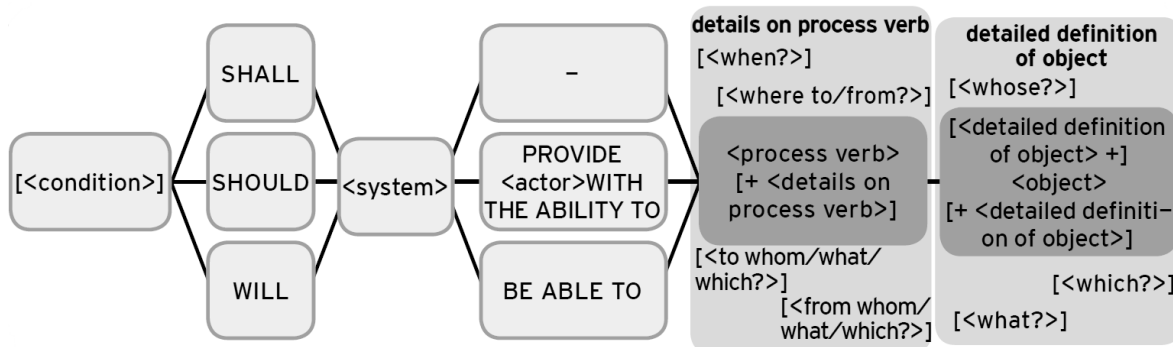 [<condition>]
SHALL
SHOULD
WILL
<system>
–
PROVIDE
<actor>WITH
THE ABILITY TO
BE ABLE TO
details on process verb
[<when?>]
[<where to/from?>]
<process verb>
[+ <details on
process verb>]
[<to whom/what/
which?>]
[<from whom/
what/which?>]
detailed definition
of object
[<whose?>]
[<detailed definition
of object> +]
<object>
[+ <detailed definiti-
on of object>]
[<which?>]
[<what?>]